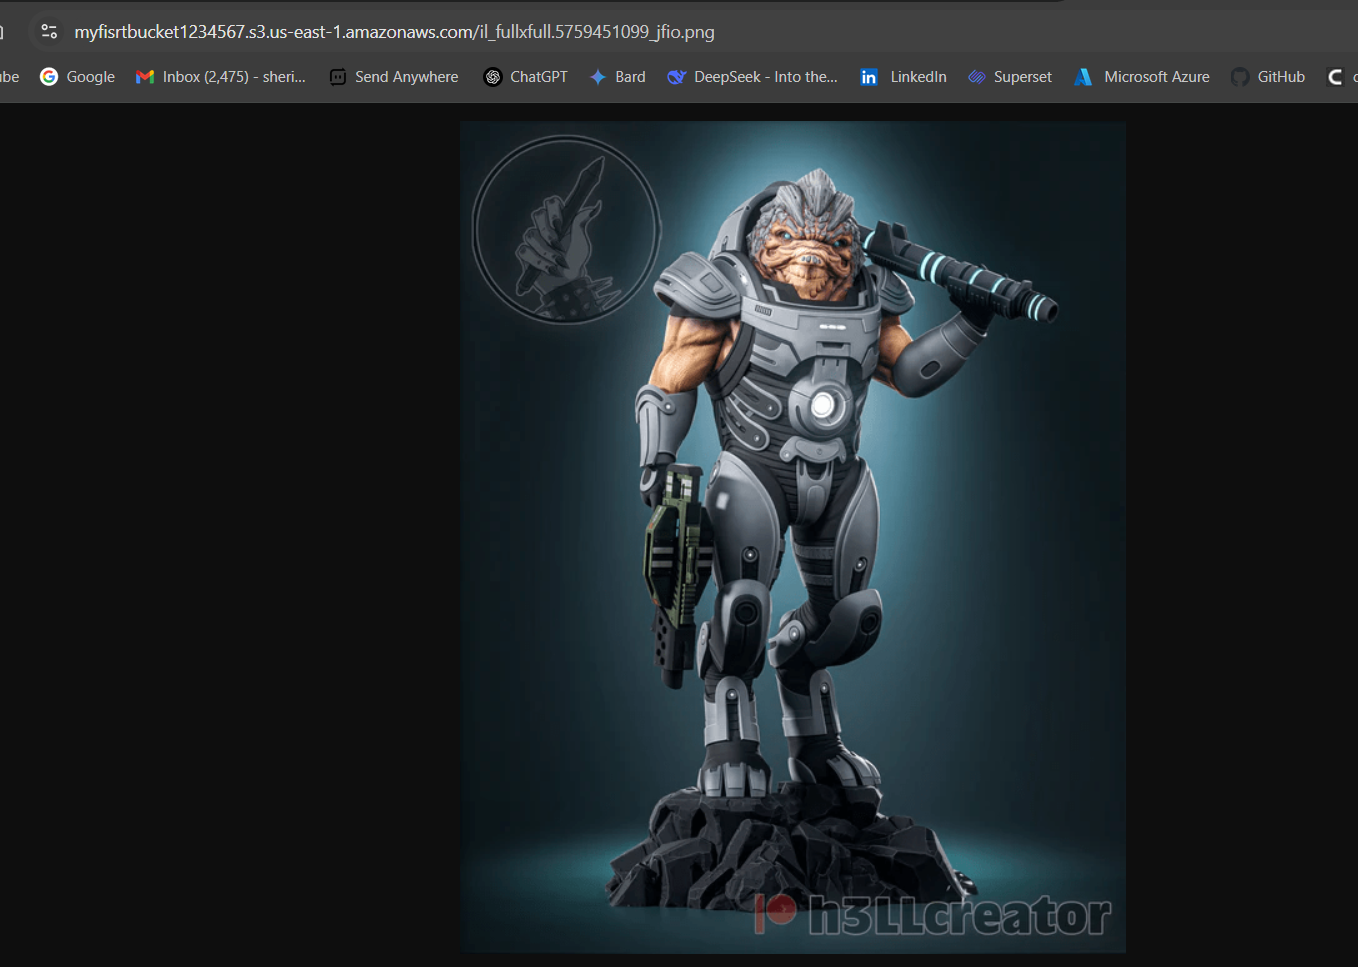 myfisrtbucket1234567.s3.us-east-1.amazonaws.com/il_fullxfull.5759451099_jfio.png
be Google Inbox (2,475) - sheri... Send Anywhere ChatGPT Bard DeepSeek - Into the... LinkedIn Superset Microsoft Azure GitHub
h3LLcreator